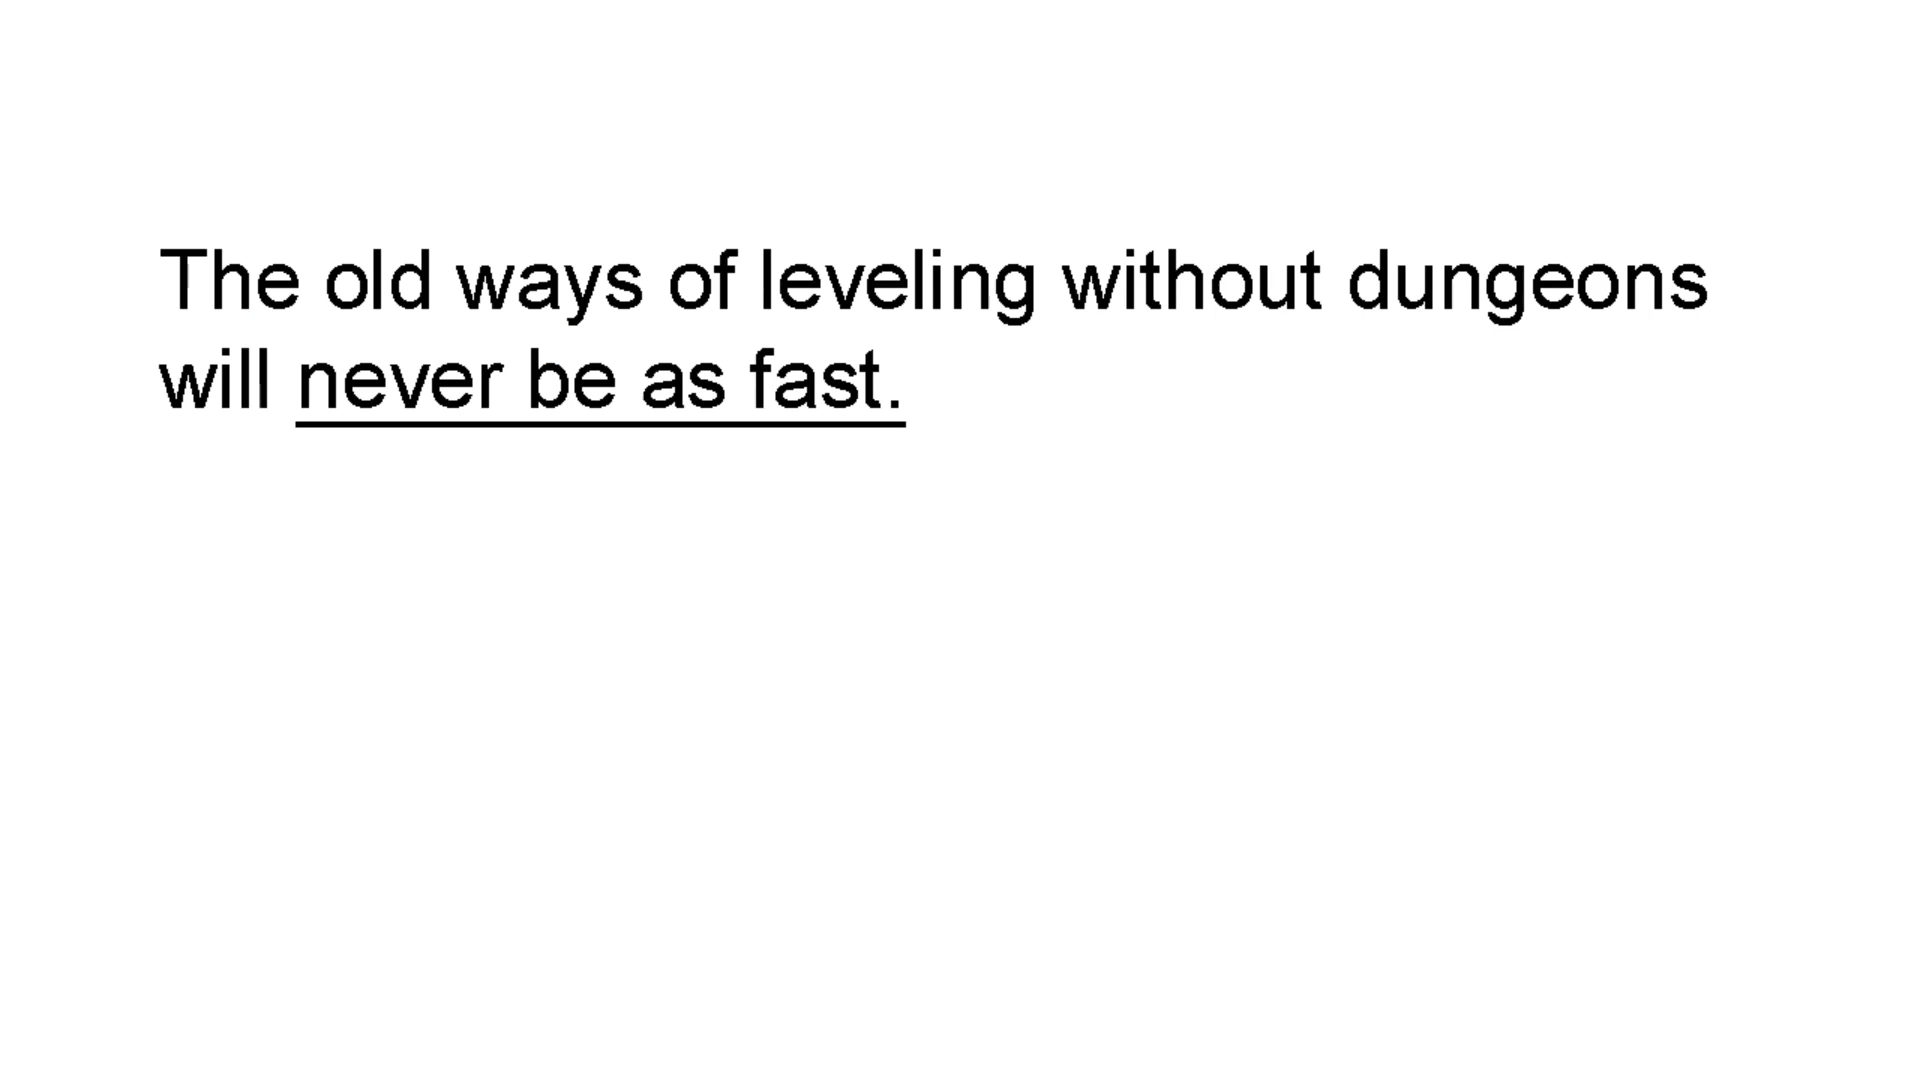 The old ways of leveling without dungeons
will never be as fast.